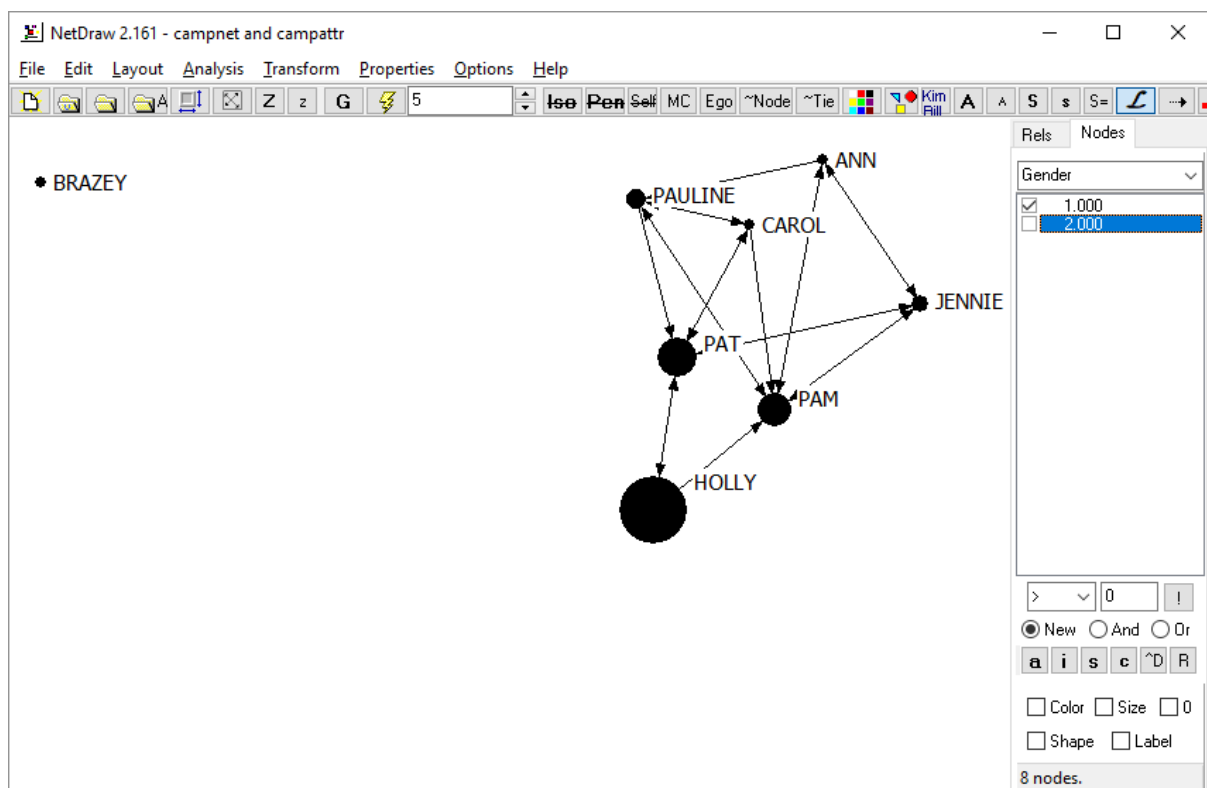 NetDraw 2.161 - campnet and campattr
File Edit Layout Analysis Transform Properties Options Help
A Z z G 5 Iso Pen Self MC Ego ~Node ~Tie Kim Rill A A S s S= L
Rels Nodes
Gender
1.000
2.000
BRAZEY
ANN
PAULINE
CAROL
JENNIE
PAT
PAM
HOLLY
> 0 !
New And Or
a i s c ^D R
Color Size 0
Shape Label
8 nodes.